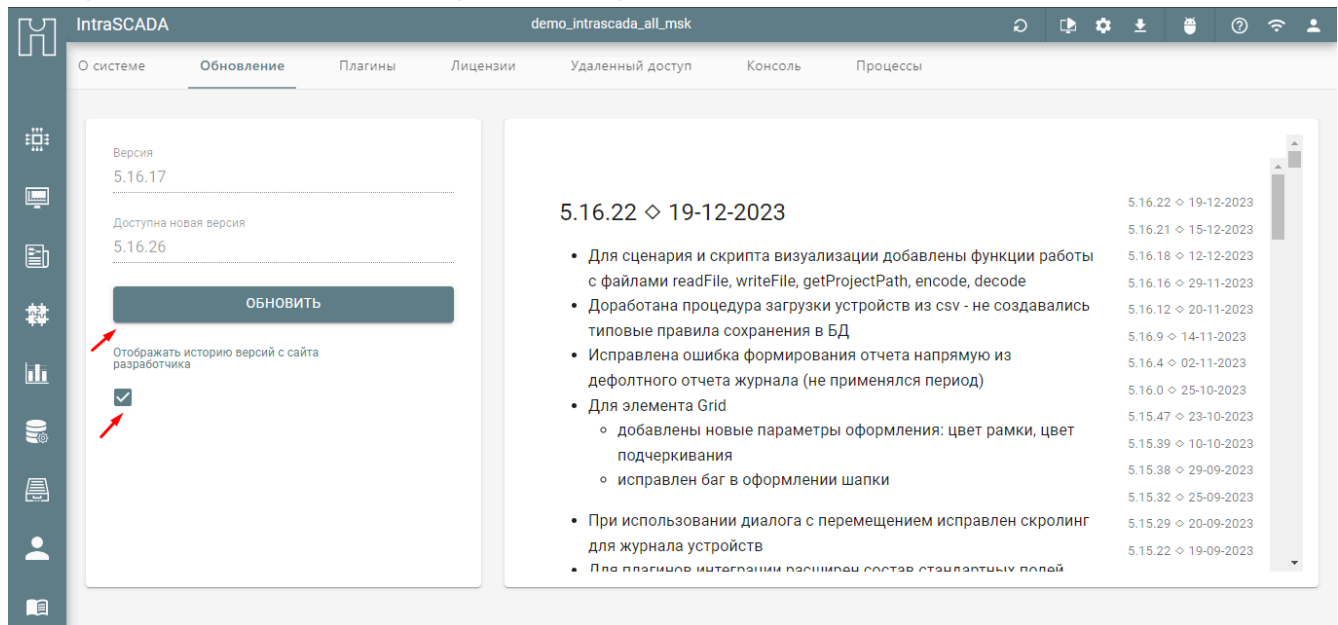 IntraSCADA
demo_intrascada_all_msk
О системе Обновление Плагины Лицензии Удаленный доступ Консоль Процессы
Версия
5.16.17
Доступна новая версия
5.16.26
ОБНОВИТЬ
Отображать историю версий с сайта
разработчика
5.16.22 ◇ 19-12-2023
• Для сценария и скрипта визуализации добавлены функции работы
с файлами readFile, writeFile, getProjectPath, encode, decode
• Доработана процедура загрузки устройств из csv - не создавались
типовые правила сохранения в БД
• Исправлена ошибка формирования отчета напрямую из
дефолтного отчета журнала (не применялся период)
• Для элемента Grid
◦ добавлены новые параметры оформления: цвет рамки, цвет
подчеркивания
◦ исправлен баг в оформлении шапки
• При использовании диалога с перемещением исправлен скролинг
для журнала устройств
• Для плагинов интеграции расширен состав стандартных полей
5.16.22 ◇ 19-12-2023
5.16.21 ◇ 15-12-2023
5.16.18 ◇ 12-12-2023
5.16.16 ◇ 29-11-2023
5.16.12 ◇ 20-11-2023
5.16.9 ◇ 14-11-2023
5.16.4 ◇ 02-11-2023
5.16.0 ◇ 25-10-2023
5.15.47 ◇ 23-10-2023
5.15.39 ◇ 10-10-2023
5.15.38 ◇ 29-09-2023
5.15.32 ◇ 25-09-2023
5.15.29 ◇ 20-09-2023
5.15.22 ◇ 19-09-2023